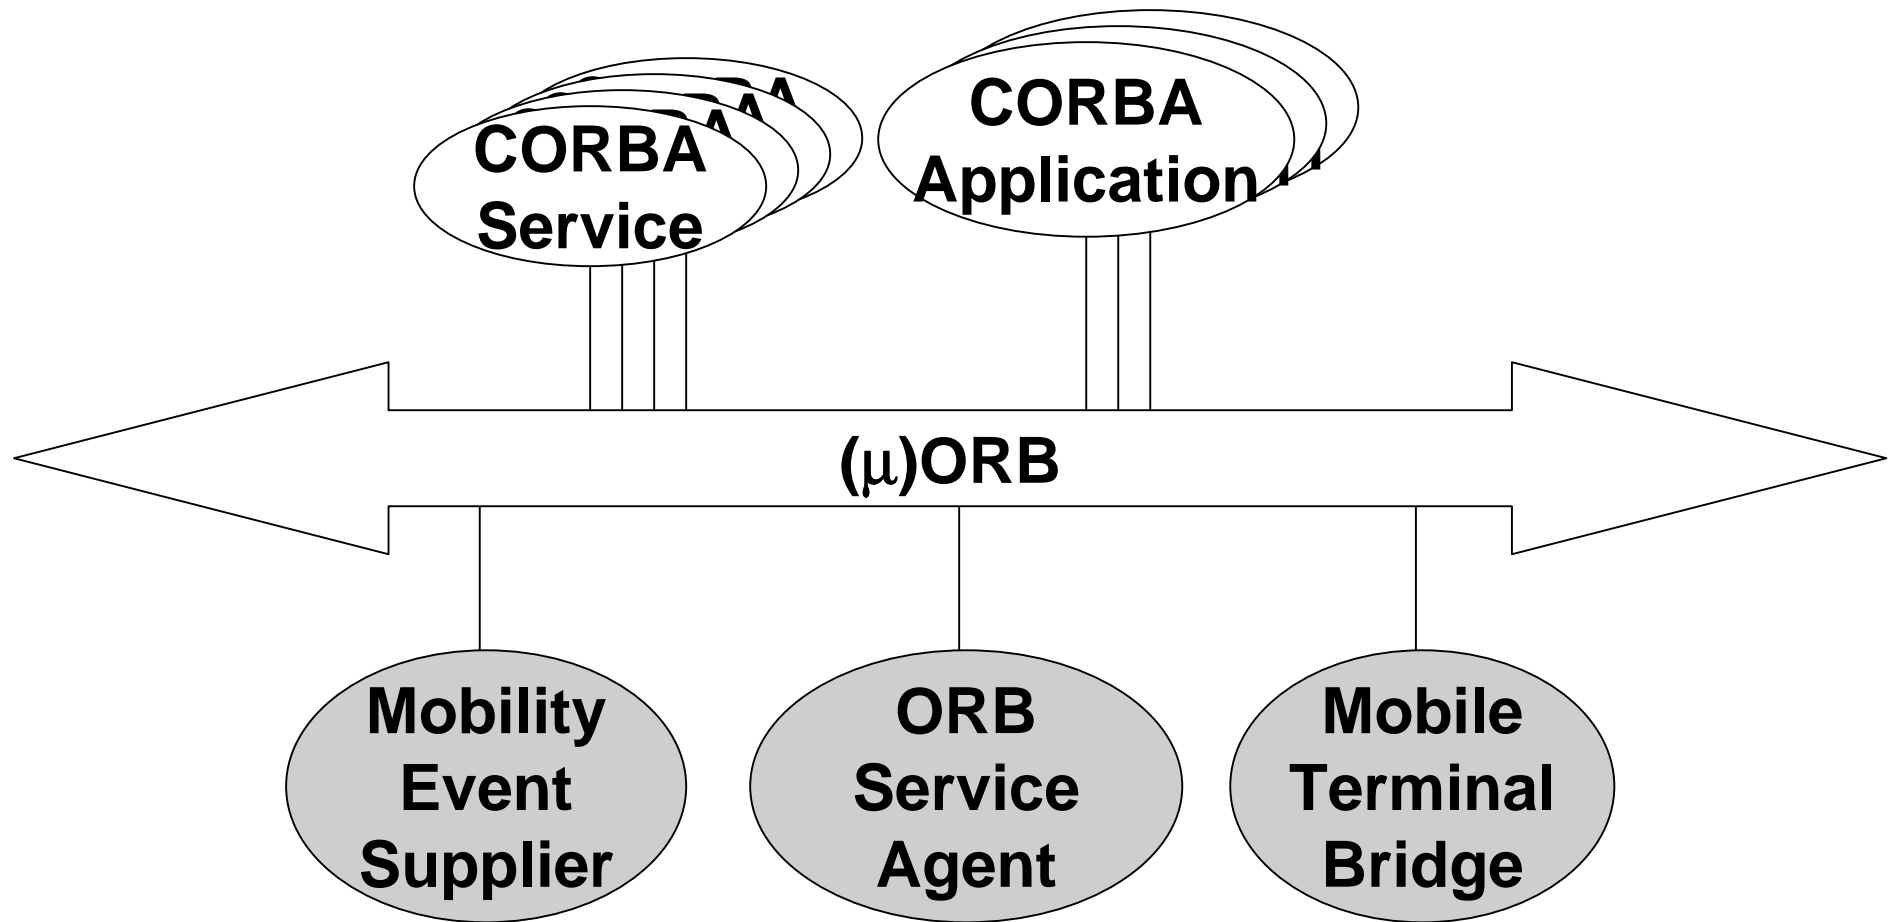 CORBA
Service
CORBA
Application
(μ)ORB
Mobility
Event
Supplier
ORB
Service
Agent
Mobile
Terminal
Bridge